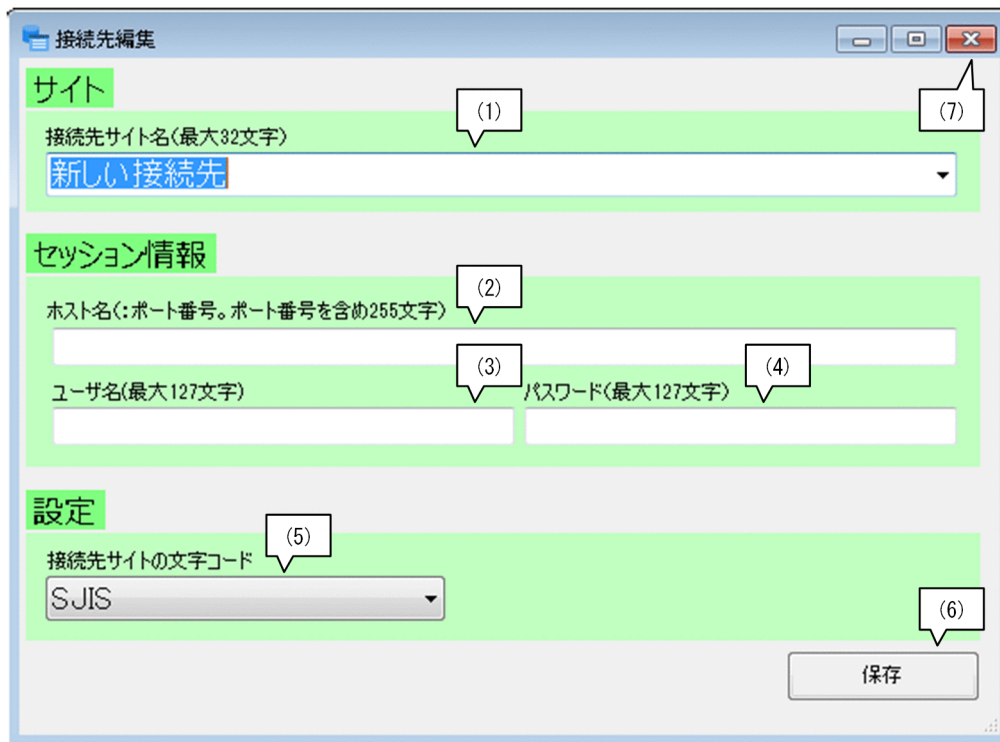 接続先編集
サイト
(1)
(7)
接続先サイト名(最大32文字)
新しい接続先
セッション情報
(2)
ホスト名(:ポート番号。ポート番号を含め255文字)
(3)
(4)
ユーザ名(最大127文字)
パスワード(最大127文字)
設定
(5)
接続先サイトの文字コード
SJIS
(6)
保存